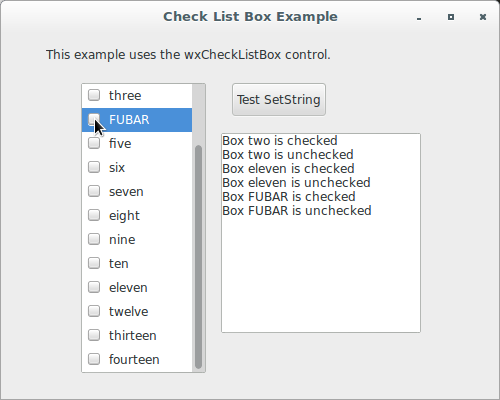 Check List Box Example
This example uses the wxCheckListBox control.
three
FUBAR
five
six
seven
eight
nine
ten
eleven
twelve
thirteen
fourteen
Test SetString
Box two is checked
Box two is unchecked
Box eleven is checked
Box eleven is unchecked
Box FUBAR is checked
Box FUBAR is unchecked